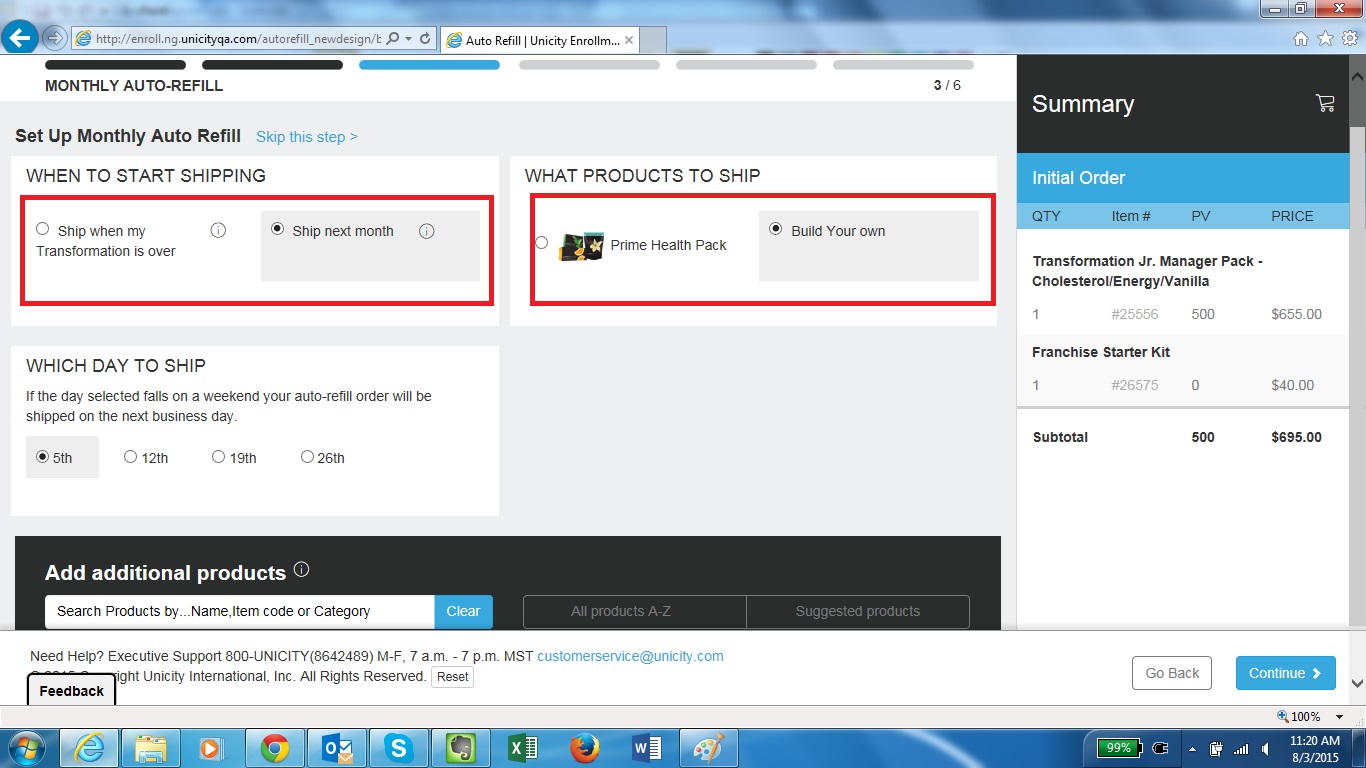 http://enroll.ng.unicityqa.com/autorefill_newdesign/b
Auto Refill | Unicity Enrollm...
MONTHLY AUTO-REFILL
3 / 6
Set Up Monthly Auto Refill Skip this step >
WHEN TO START SHIPPING
Ship when my
Transformation is over
Ship next month
WHAT PRODUCTS TO SHIP
Prime Health Pack
Build Your own
WHICH DAY TO SHIP
If the day selected falls on a weekend your auto-refill order will be
shipped on the next business day.
5th 12th 19th 26th
Add additional products
Search Products by...Name,Item code or Category
Clear
All products A-Z
Suggested products
Summary
Initial Order
QTY Item # PV PRICE
Transformation Jr. Manager Pack -
Cholesterol/Energy/Vanilla
1 #25556 500 $655.00
Franchise Starter Kit
1 #26575 0 $40.00
Subtotal 500 $695.00
Need Help? Executive Support 800-UNICITY(8642489) M-F, 7 a.m. - 7 p.m. MST customerservice@unicity.com
right Unicity International, Inc. All Rights Reserved. Reset
Feedback
Go Back
Continue
100%
99%
11:20 AM
8/3/2015